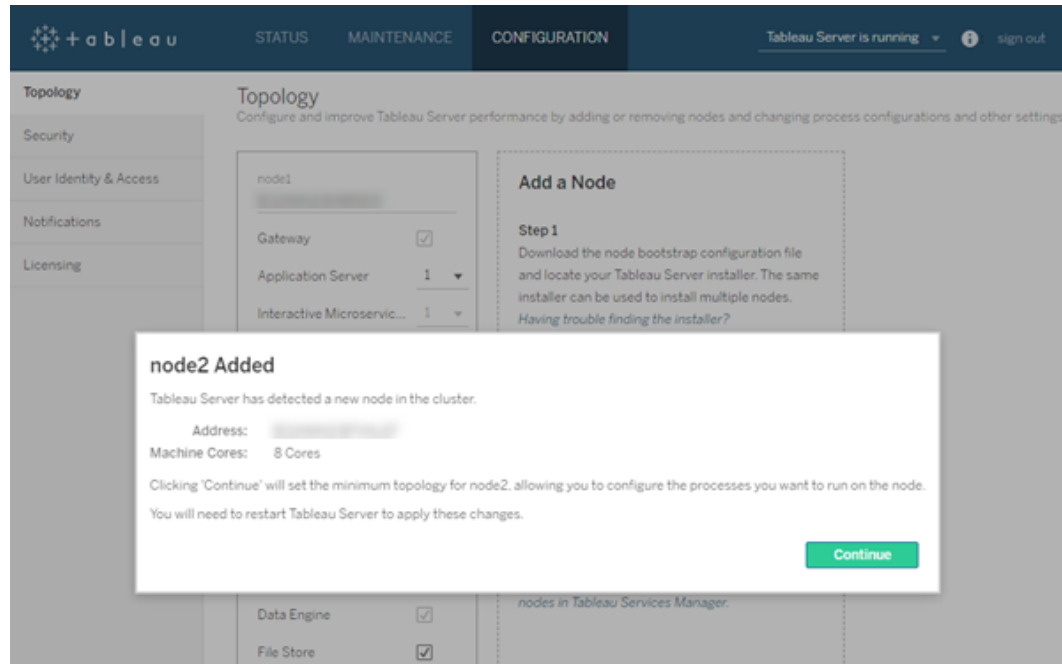 + a b | e a u
STATUS
MAINTENANCE
CONFIGURATION
Tableau Server is running
sign out
Topology
Security
User Identity & Access
Notifications
Licensing
Topology
Configure and improve Tableau Server performance by adding or removing nodes and changing process configurations and other settings
node1
Gateway
Application Server 1
Interactive Microservic... 1
Add a Node
Step 1
Download the node bootstrap configuration file
and locate your Tableau Server installer. The same
installer can be used to install multiple nodes.
Having trouble finding the installer?
node2 Added
Tableau Server has detected a new node in the cluster.
Address:
Machine Cores: 8 Cores
Clicking 'Continue' will set the minimum topology for node2, allowing you to configure the processes you want to run on the node.
You will need to restart Tableau Server to apply these changes.
Continue
Data Engine
File Store
nodes in Tableau Services Manager.